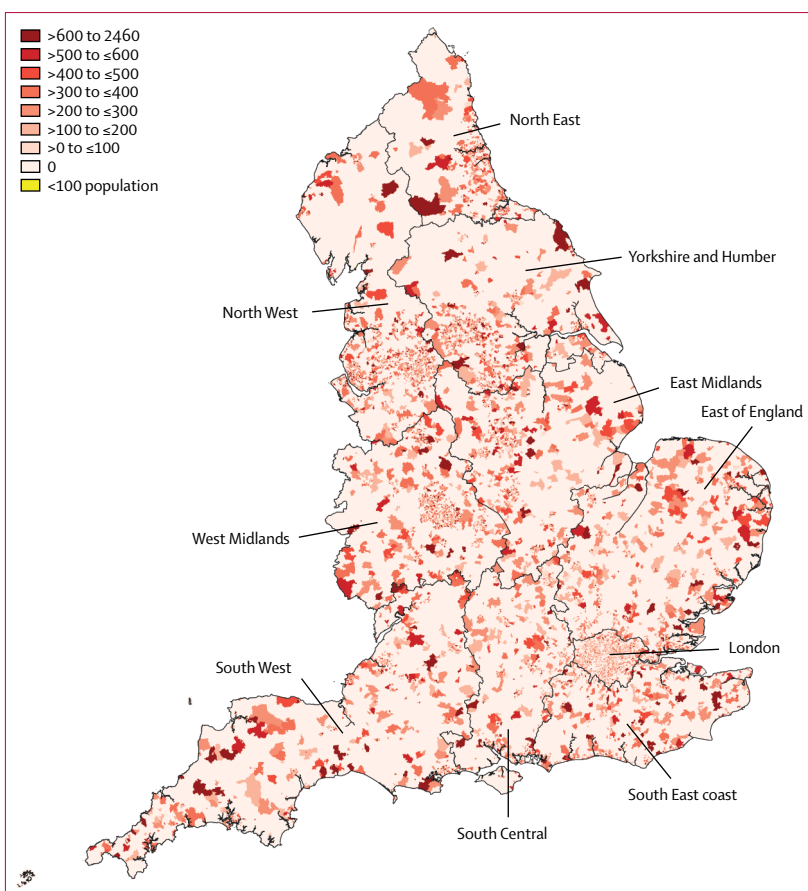 >600 to 2460
>500 to ≤600
>400 to ≤500
>300 to ≤400
>200 to ≤300
>100 to ≤200
>0 to ≤100
0
<100 population
North East
Yorkshire and Humber
North West
East Midlands
East of England
West Midlands
London
South West
South East coast
South Central